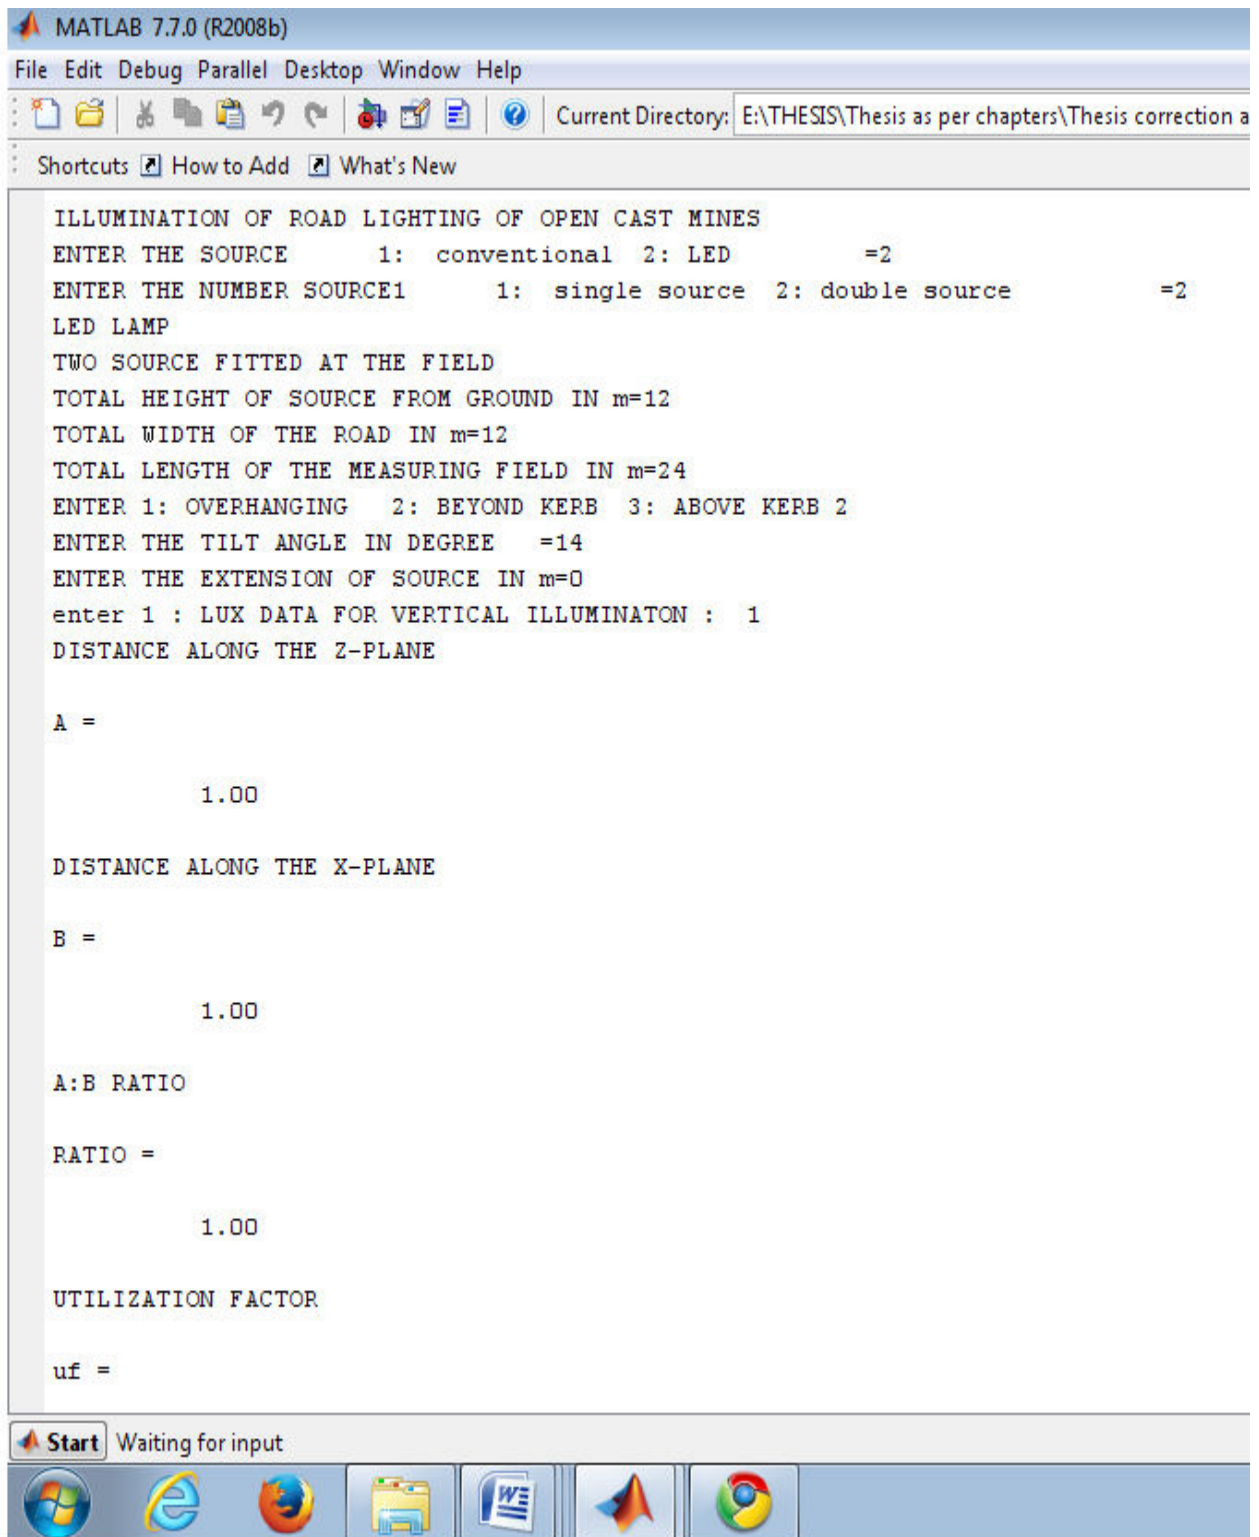 MATLAB 7.7.0 (R2008b)
File Edit Debug Parallel Desktop Window Help
Current Directory: E:\THESIS\Thesis as per chapters\Thesis correction a
Shortcuts How to Add What's New
ILLUMINATION OF ROAD LIGHTING OF OPEN CAST MINES
ENTER THE SOURCE 1: conventional 2: LED =2
ENTER THE NUMBER SOURCE1 1: single source 2: double source =2
LED LAMP
TWO SOURCE FITTED AT THE FIELD
TOTAL HEIGHT OF SOURCE FROM GROUND IN m=12
TOTAL WIDTH OF THE ROAD IN m=12
TOTAL LENGTH OF THE MEASURING FIELD IN m=24
ENTER 1: OVERHANGING 2: BEYOND KERB 3: ABOVE KERB 2
ENTER THE TILT ANGLE IN DEGREE =14
ENTER THE EXTENSION OF SOURCE IN m=0
enter 1 : LUX DATA FOR VERTICAL ILLUMINATON : 1
DISTANCE ALONG THE Z-PLANE
A =
1.00
DISTANCE ALONG THE X-PLANE
B =
1.00
A:B RATIO
RATIO =
1.00
UTILIZATION FACTOR
uf =
Start Waiting for input